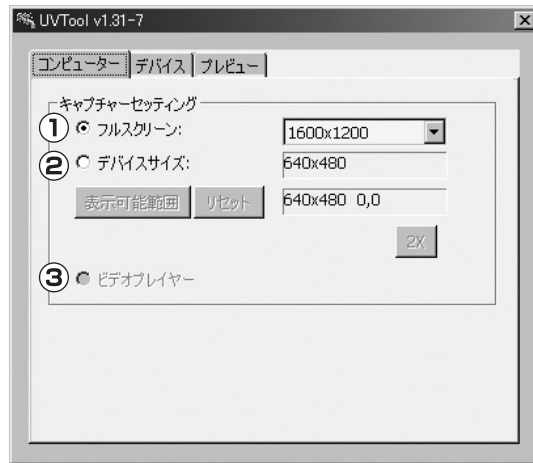 UVTool v1.31-7
コンピューター デバイス プレビュー
キャプチャーセッティング
① フルスクリーン: 1600x1200
② デバイスサイズ: 640x480
表示可能範囲 リセット 640x480 0,0
2X
③ ビデオプレイヤー